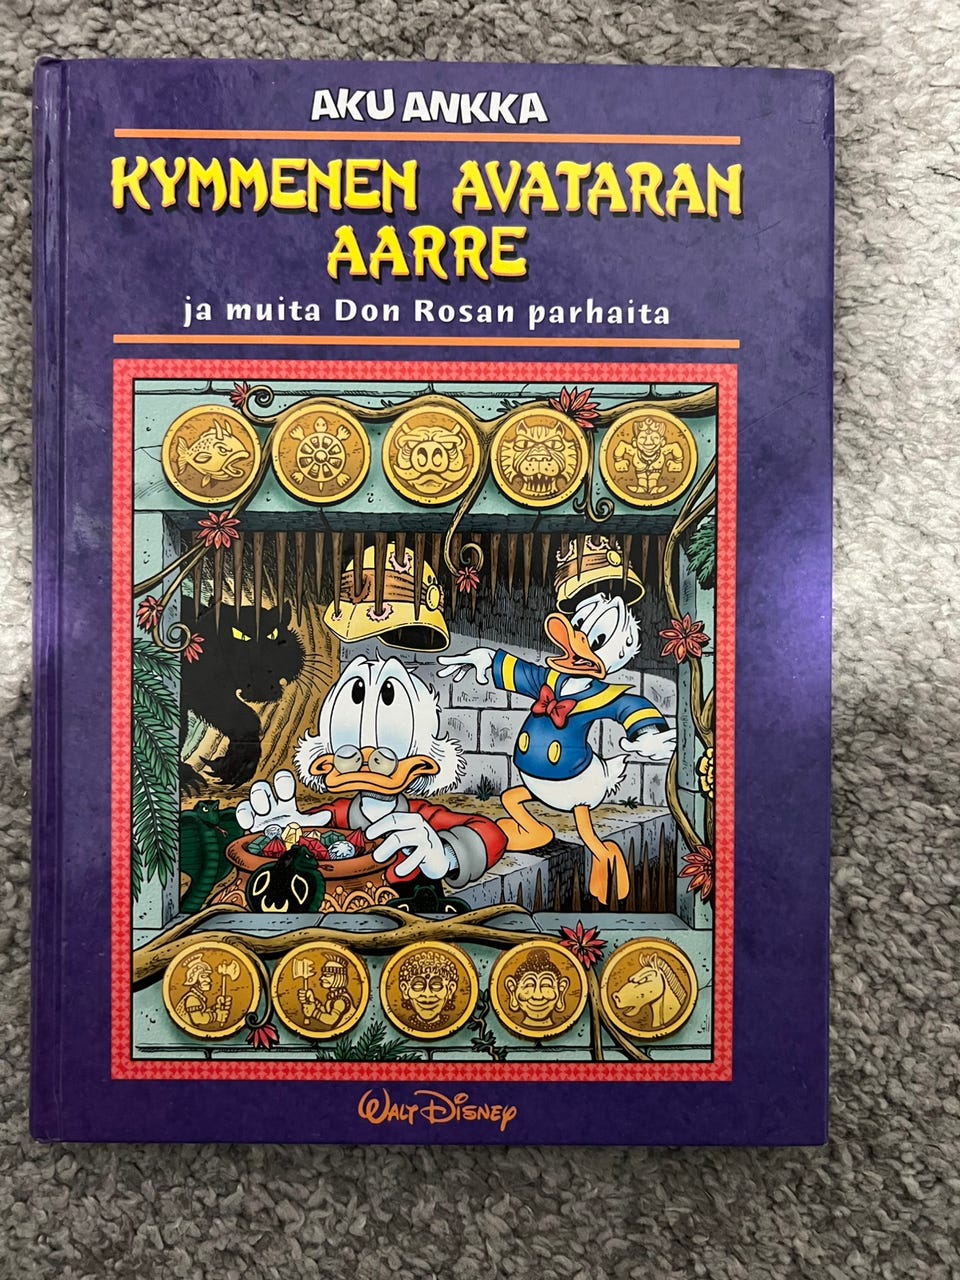 AKU ANKKA
KYMMENEN AVATARAN
AARRE
ja muita Don Rosan parhaita
WALT DISNEY